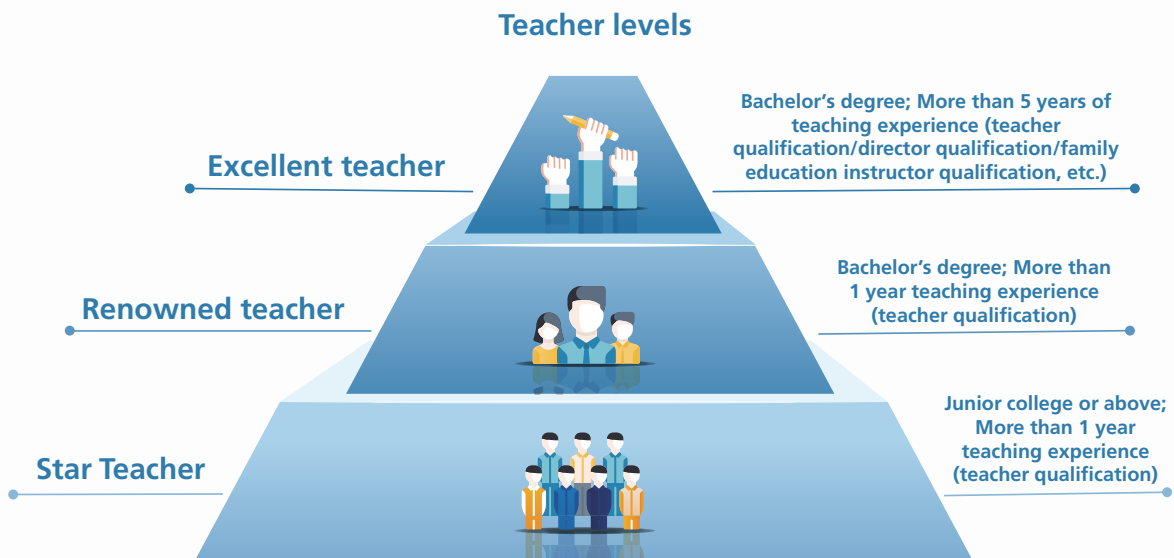 Teacher levels
Excellent teacher
Bachelor’s degree; More than 5 years of
teaching experience (teacher
qualification/director qualification/family
education instructor qualification, etc.)
Renowned teacher
Bachelor’s degree; More than
1 year teaching experience
(teacher qualification)
Star Teacher
Junior college or above;
More than 1 year
teaching experience
(teacher qualification)